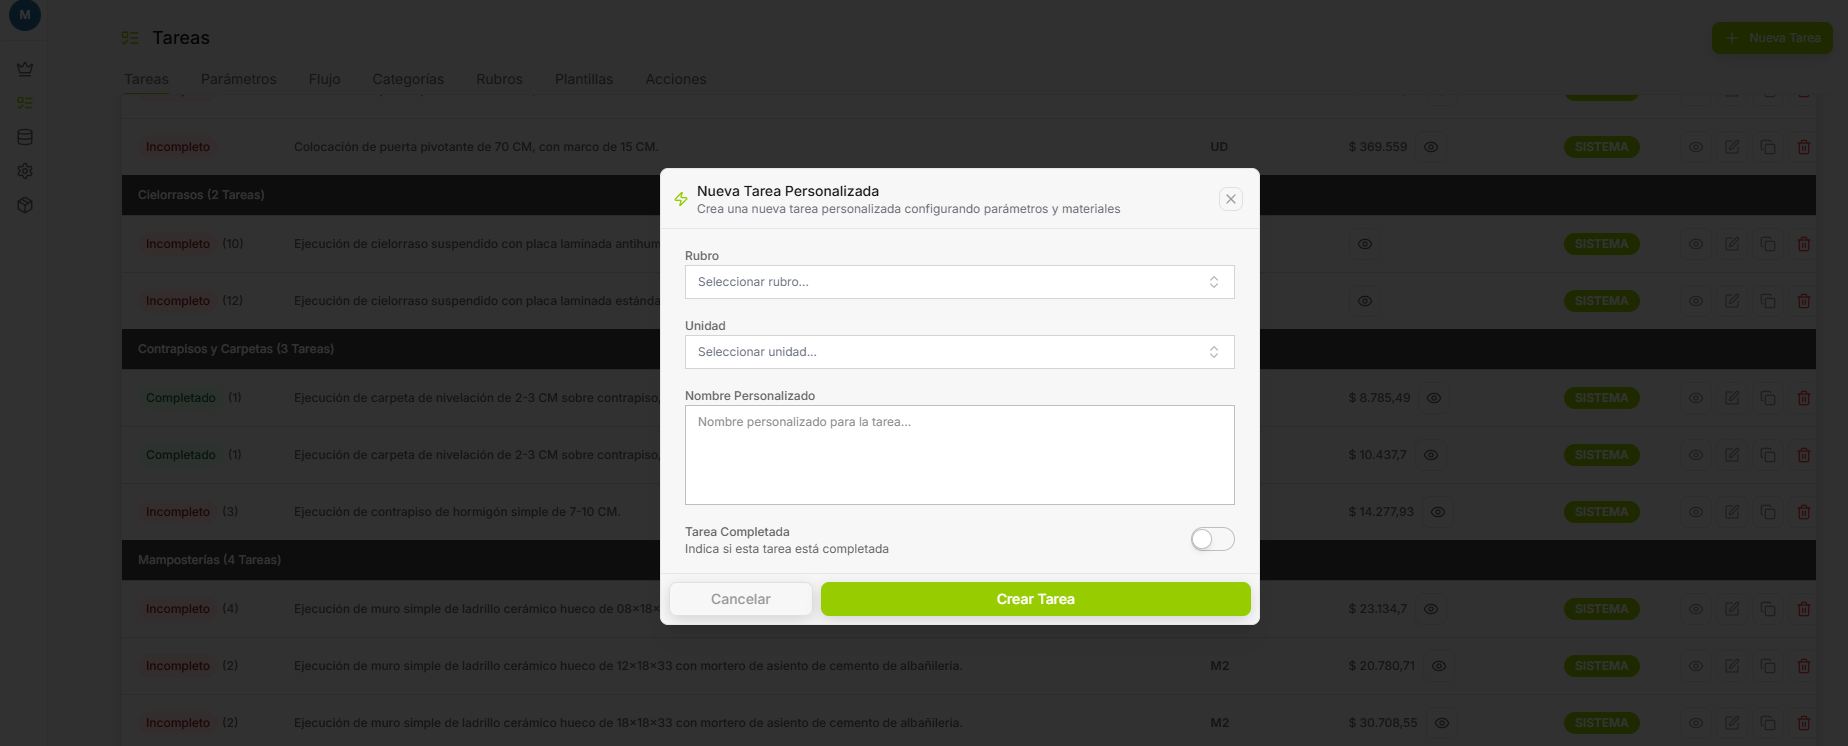 M
Tareas
+ Nueva Tarea
Tareas Parámetros Flujo Categorías Rubros Plantillas Acciones
Incompleto Colocación de puerta pivotante de 70 CM, con marco de 15 CM. UD $ 369.559 SISTEMA
Cielorrasos (2 Tareas)
Incompleto (10) Ejecución de cielorraso suspendido con placa laminada antihum SISTEMA
Incompleto (12) Ejecución de cielorraso suspendido con placa laminada estánda SISTEMA
Contrapisos y Carpetas (3 Tareas)
Completado (1) Ejecución de carpeta de nivelación de 2-3 CM sobre contrapiso, $ 8.785,49 SISTEMA
Completado (1) Ejecución de carpeta de nivelación de 2-3 CM sobre contrapiso, $ 10.437,7 SISTEMA
Incompleto (3) Ejecución de contrapiso de hormigón simple de 7-10 CM. $ 14.277,93 SISTEMA
Mamposterías (4 Tareas)
Incompleto (4) Ejecución de muro simple de ladrillo cerámico hueco de 08x18x $ 23.134,7 SISTEMA
Incompleto (2) Ejecución de muro simple de ladrillo cerámico hueco de 12x18x33 con mortero de asiento de cemento de albañilería. M2 $ 20.780,71 SISTEMA
Incompleto (2) Ejecución de muro simple de ladrillo cerámico hueco de 18x18x33 con mortero de asiento de cemento de albañilería. M2 $ 30.708,55 SISTEMA
Nueva Tarea Personalizada
Crea una nueva tarea personalizada configurando parámetros y materiales
Rubro
Seleccionar rubro...
Unidad
Seleccionar unidad...
Nombre Personalizado
Nombre personalizado para la tarea...
Tarea Completada
Indica si esta tarea está completada
Cancelar
Crear Tarea